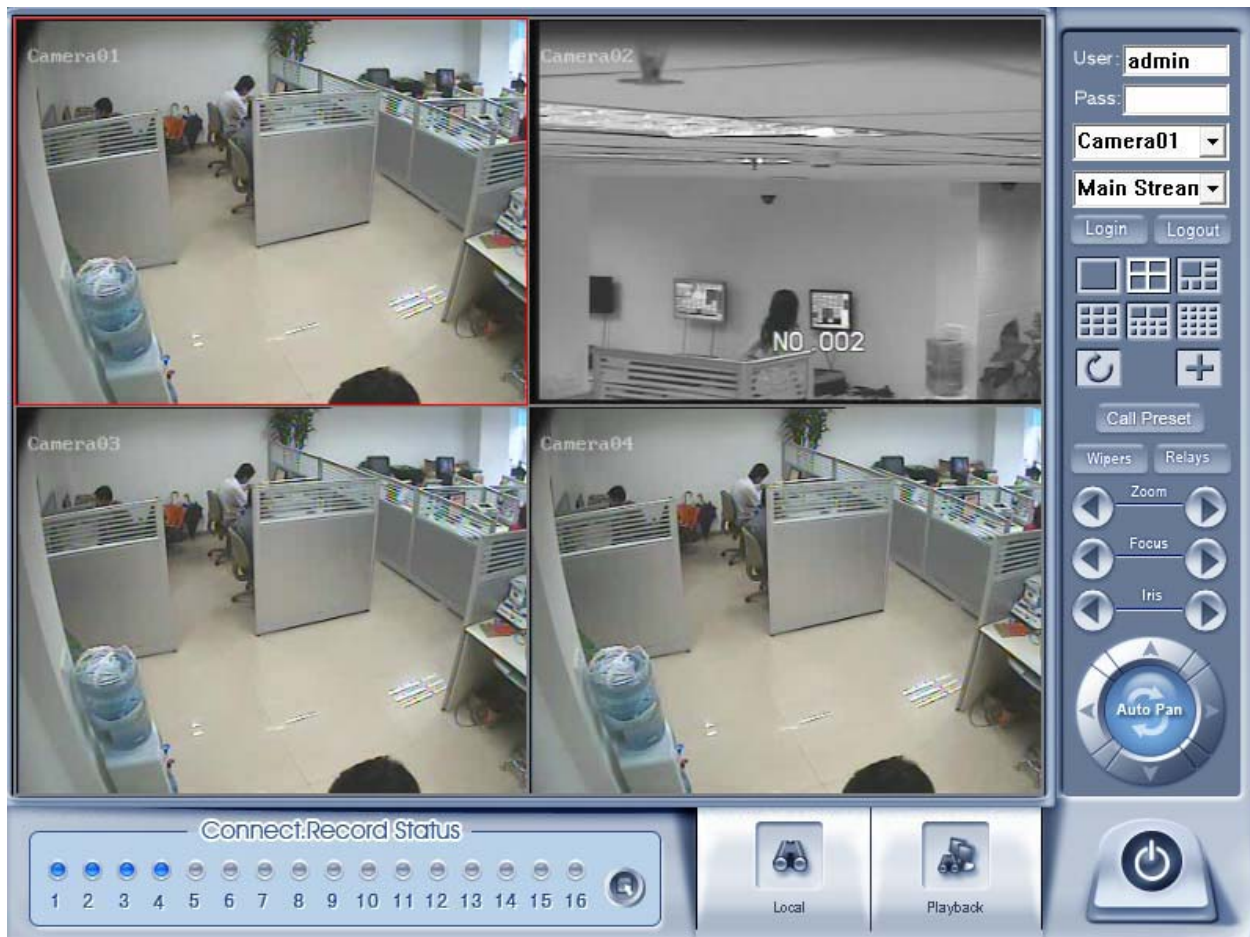 Camera01
Camera02
NO 002
Camera03
Camera04
User: admin
Pass:
Camera01
Main Strean
Login Logout
Call Preset
Wipers Relays
Zoom
Focus
Iris
Auto Pan
Connect.Record Status
1 2 3 4 5 6 7 8 9 10 11 12 13 14 15 16
Local
Playback